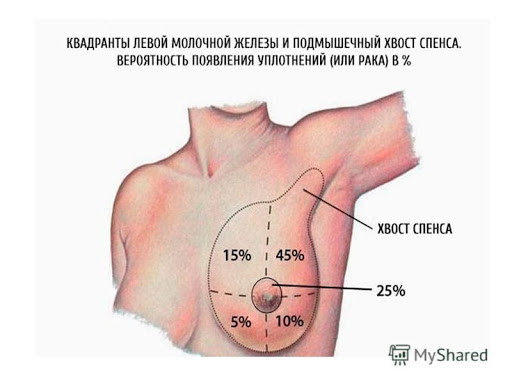 КВАДРАНТЫ ЛЕВОЙ МОЛОЧНОЙ ЖЕЛЕЗЫ И ПОДМЫШЕЧНЫЙ ХВОСТ СПЕНСА.
ВЕРОЯТНОСТЬ ПОЯВЛЕНИЯ УПЛОТНЕНИЙ (ИЛИ РАКА) В %
ХВОСТ СПЕНСА
15% 45%
25%
5% 10%
MyShared